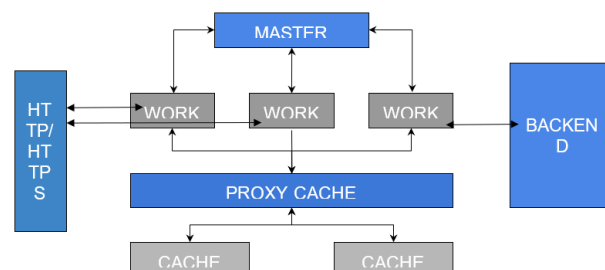 MASTER
HT
TP/
HT
TP
S
WORK
WORK
WORK
BACKEN
D
PROXY CACHE
CACHE
CACHE